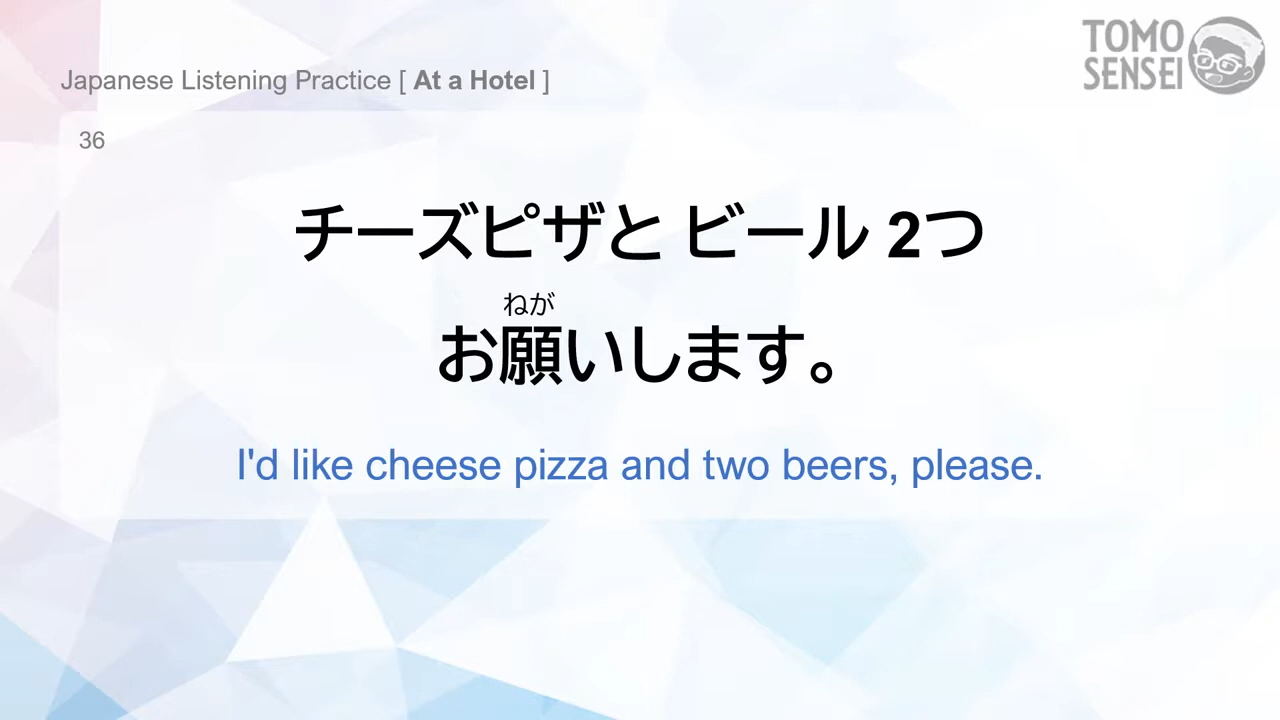 Japanese Listening Practice [ At a Hotel ]
TOMO
SENSEI
36
チーズピザと ビール 2つ
ねが
お願いします。
I'd like cheese pizza and two beers, please.